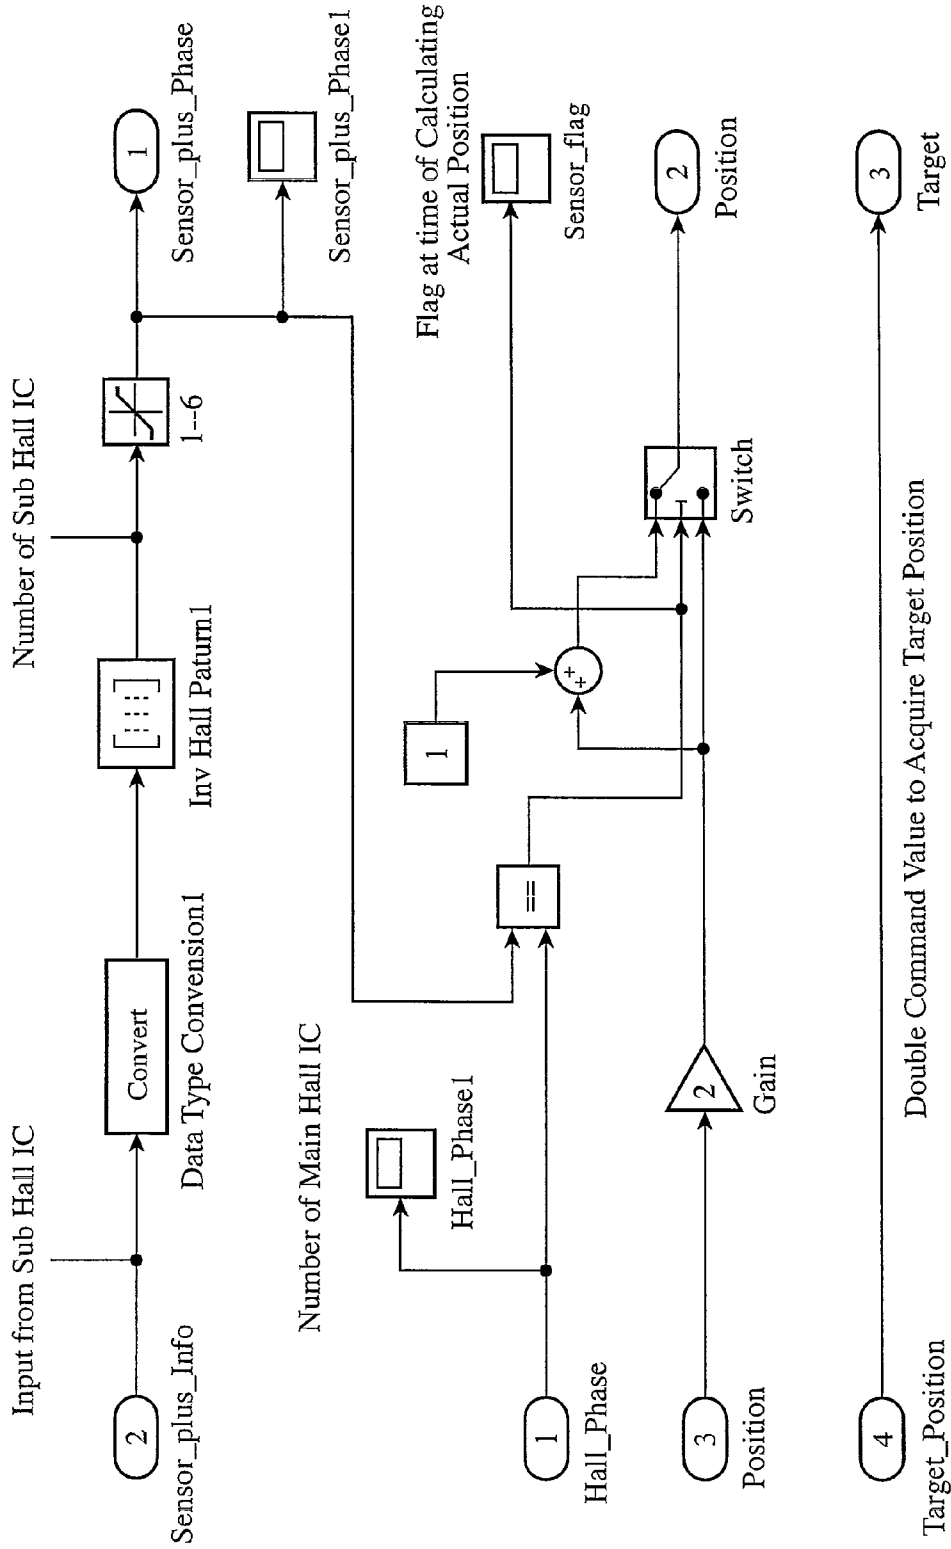 Input from Sub Hall IC
Number of Sub Hall IC
2
Sensor_plus_Info
Convert
Data Type Convension1
Inv Hall Paturn1
1--6
1
Sensor_plus_Phase
Sensor_plus_Phase1
Number of Main Hall IC
Hall_Phase1
1
Hall_Phase
==
1
+
+
Flag at time of Calculating
Actual Position
Sensor_flag
3
Position
2
Gain
Switch
2
Position
4
Target_Position
Double Command Value to Acquire Target Position
3
Target